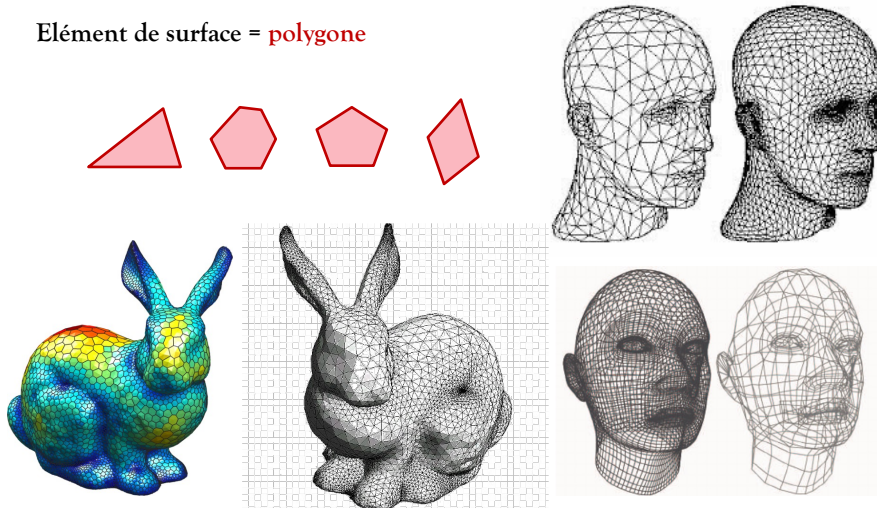 Elément de surface = polygone